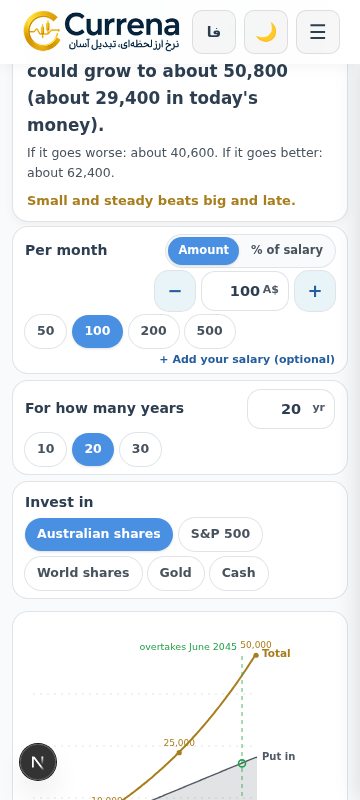 Currena
نرخ ارز لحظه‌ای، تبدیل آسان
فا
could grow to about 50,800
(about 29,400 in today's
money).
If it goes worse: about 40,600. If it goes better:
about 62,400.
Small and steady beats big and late.
Per month
Amount
% of salary
− 100 A$ +
50 100 200 500
+ Add your salary (optional)
For how many years
20 yr
10 20 30
Invest in
Australian shares S&P 500
World shares Gold Cash
overtakes June 2045 50,000
Total
25,000
Put in
N
10,000